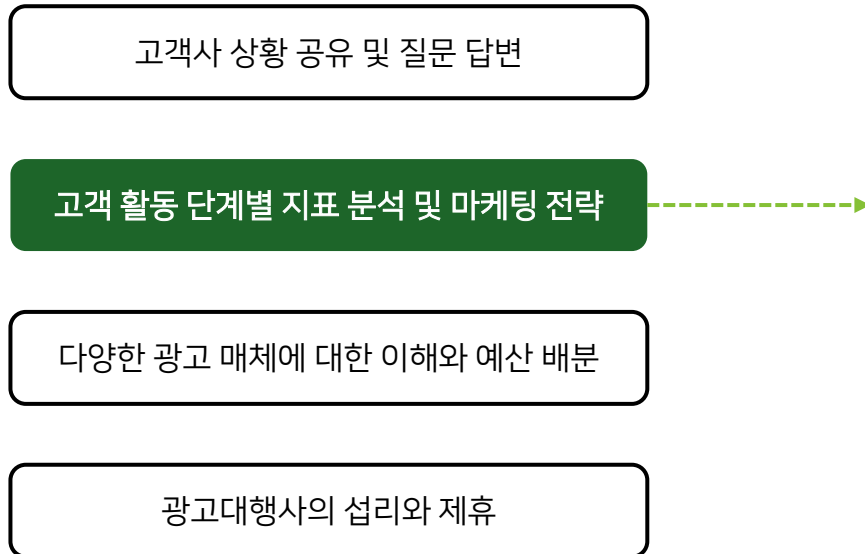 고객사 상황 공유 및 질문 답변
고객 활동 단계별 지표 분석 및 마케팅 전략
다양한 광고 매체에 대한 이해와 예산 배분
광고대행사의 섭리와 제휴